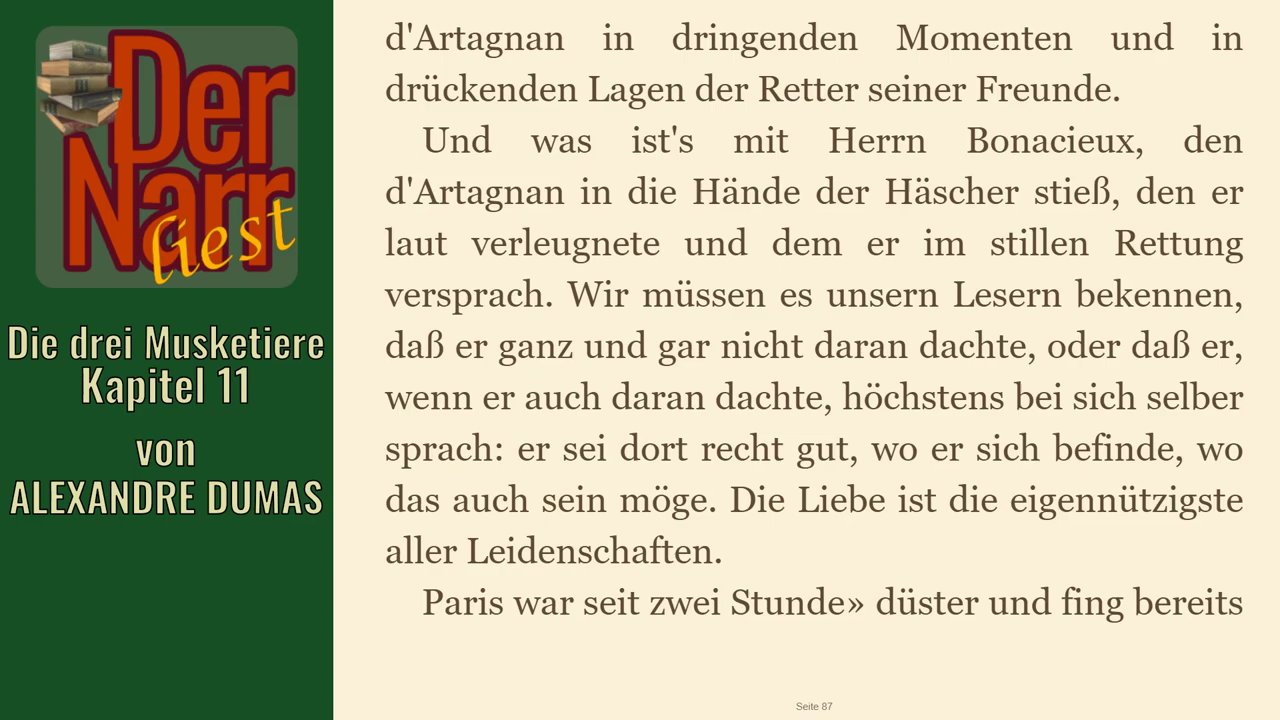 Der
Narr
liest
Die drei Musketiere
Kapitel 11
von
ALEXANDRE DUMAS
d'Artagnan in dringenden Momenten und in
drückenden Lagen der Retter seiner Freunde.
Und was ist's mit Herrn Bonacieux, den
d'Artagnan in die Hände der Häscher stieß, den er
laut verleugnete und dem er im stillen Rettung
versprach. Wir müssen es unsern Lesern bekennen,
daß er ganz und gar nicht daran dachte, oder daß er,
wenn er auch daran dachte, höchstens bei sich selber
sprach: er sei dort recht gut, wo er sich befinde, wo
das auch sein möge. Die Liebe ist die eigennützigste
aller Leidenschaften.
Paris war seit zwei Stunde» düster und fing bereits
Seite 87